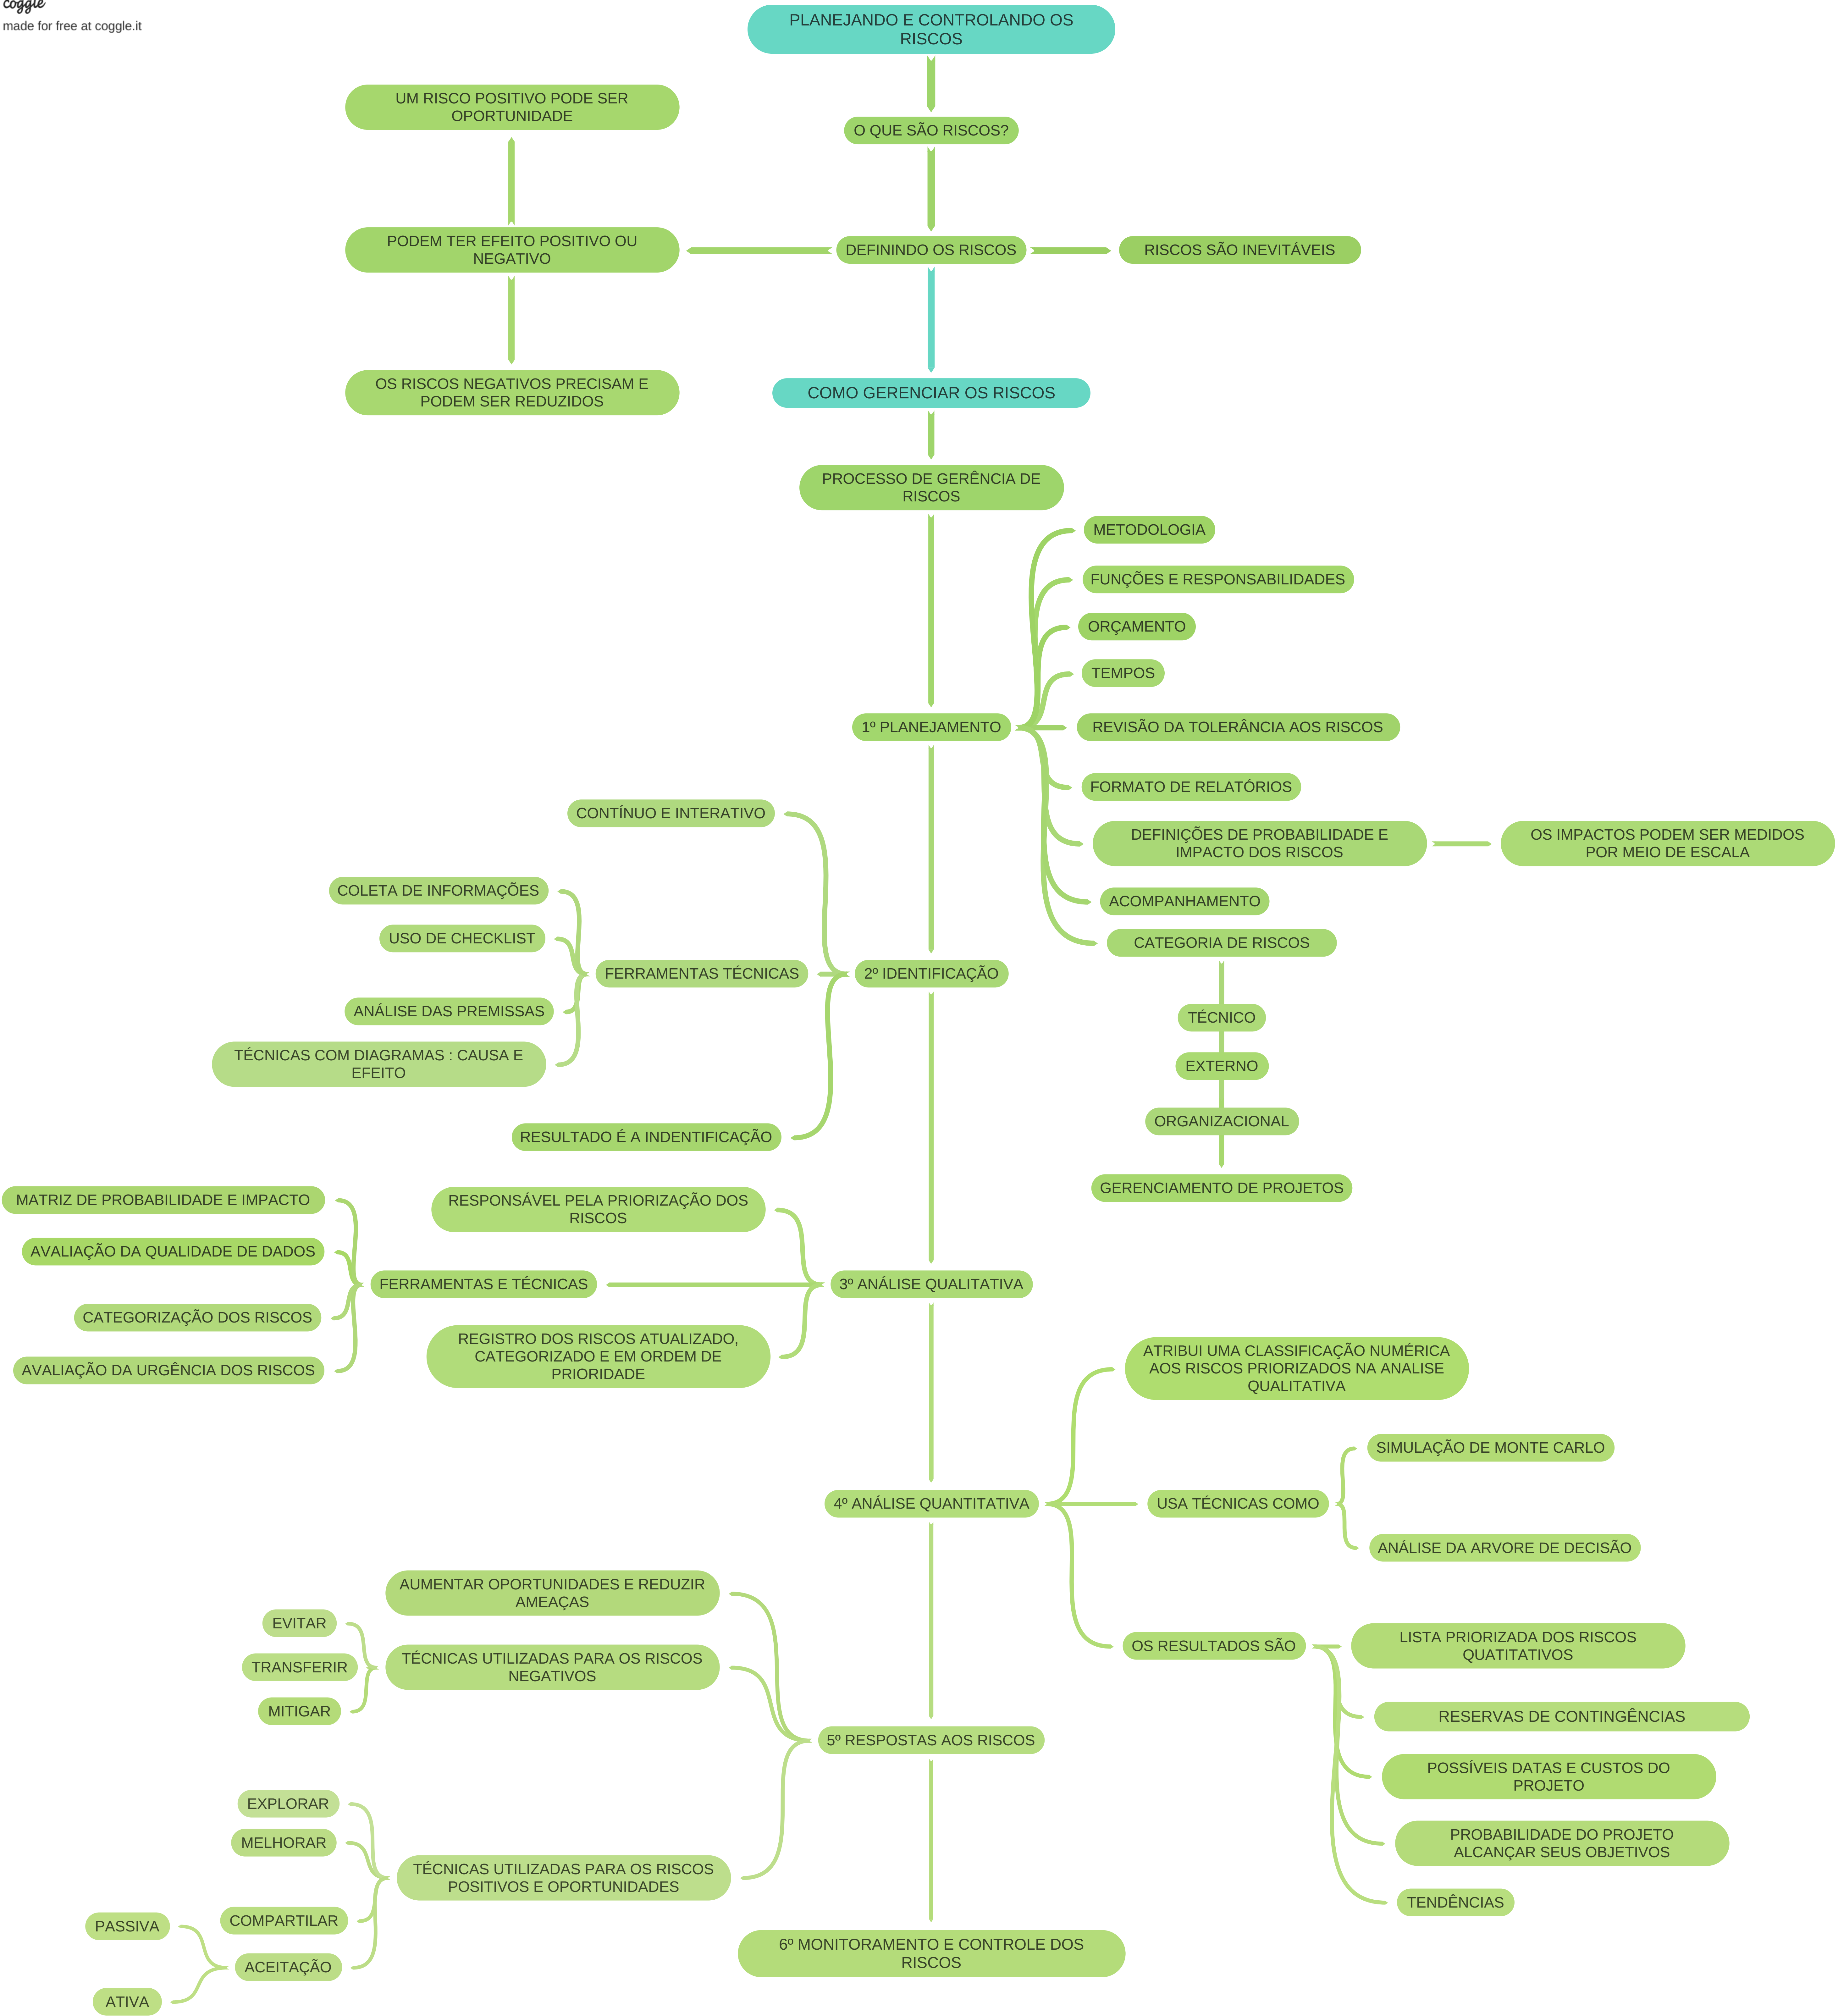 coggle
made for free at coggle.it
PLANEJANDO E CONTROLANDO OS
RISCOS
UM RISCO POSITIVO PODE SER
OPORTUNIDADE
O QUE SÃO RISCOS?
PODEM TER EFEITO POSITIVO OU
NEGATIVO
DEFININDO OS RISCOS
RISCOS SÃO INEVITÁVEIS
OS RISCOS NEGATIVOS PRECISAM E
PODEM SER REDUZIDOS
COMO GERENCIAR OS RISCOS
PROCESSO DE GERÊNCIA DE
RISCOS
METODOLOGIA
FUNÇÕES E RESPONSABILIDADES
ORÇAMENTO
TEMPOS
1º PLANEJAMENTO
REVISÃO DA TOLERÂNCIA AOS RISCOS
FORMATO DE RELATÓRIOS
DEFINIÇÕES DE PROBABILIDADE E
IMPACTO DOS RISCOS
OS IMPACTOS PODEM SER MEDIDOS
POR MEIO DE ESCALA
ACOMPANHAMENTO
CATEGORIA DE RISCOS
TÉCNICO
EXTERNO
ORGANIZACIONAL
GERENCIAMENTO DE PROJETOS
CONTÍNUO E INTERATIVO
COLETA DE INFORMAÇÕES
USO DE CHECKLIST
FERRAMENTAS TÉCNICAS
2º IDENTIFICAÇÃO
ANÁLISE DAS PREMISSAS
TÉCNICAS COM DIAGRAMAS : CAUSA E
EFEITO
RESULTADO É A INDENTIFICAÇÃO
MATRIZ DE PROBABILIDADE E IMPACTO
RESPONSÁVEL PELA PRIORIZAÇÃO DOS
RISCOS
AVALIAÇÃO DA QUALIDADE DE DADOS
FERRAMENTAS E TÉCNICAS
3º ANÁLISE QUALITATIVA
CATEGORIZAÇÃO DOS RISCOS
REGISTRO DOS RISCOS ATUALIZADO,
CATEGORIZADO E EM ORDEM DE
PRIORIDADE
AVALIAÇÃO DA URGÊNCIA DOS RISCOS
ATRIBUI UMA CLASSIFICAÇÃO NUMÉRICA
AOS RISCOS PRIORIZADOS NA ANALISE
QUALITATIVA
SIMULAÇÃO DE MONTE CARLO
4º ANÁLISE QUANTITATIVA
USA TÉCNICAS COMO
ANÁLISE DA ARVORE DE DECISÃO
OS RESULTADOS SÃO
LISTA PRIORIZADA DOS RISCOS
QUATITATIVOS
RESERVAS DE CONTINGÊNCIAS
POSSÍVEIS DATAS E CUSTOS DO
PROJETO
PROBABILIDADE DO PROJETO
ALCANÇAR SEUS OBJETIVOS
TENDÊNCIAS
AUMENTAR OPORTUNIDADES E REDUZIR
AMEAÇAS
EVITAR
TRANSFERIR
TÉCNICAS UTILIZADAS PARA OS RISCOS
NEGATIVOS
MITIGAR
5º RESPOSTAS AOS RISCOS
EXPLORAR
MELHORAR
TÉCNICAS UTILIZADAS PARA OS RISCOS
POSITIVOS E OPORTUNIDADES
COMPARTILAR
PASSIVA
ACEITAÇÃO
ATIVA
6º MONITORAMENTO E CONTROLE DOS
RISCOS